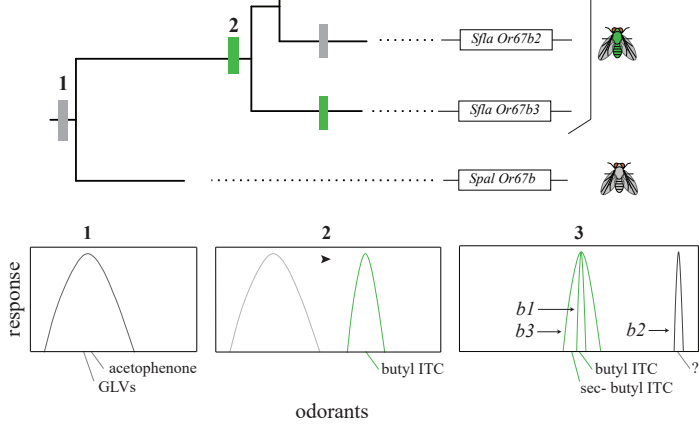 2
Sfla Or67b2
1
Sfla Or67b3
Spal Or67b
1
2
3
response
b1
b3
b2
acetophenone
GLVs
butyl ITC
butyl ITC
?
sec- butyl ITC
odorants